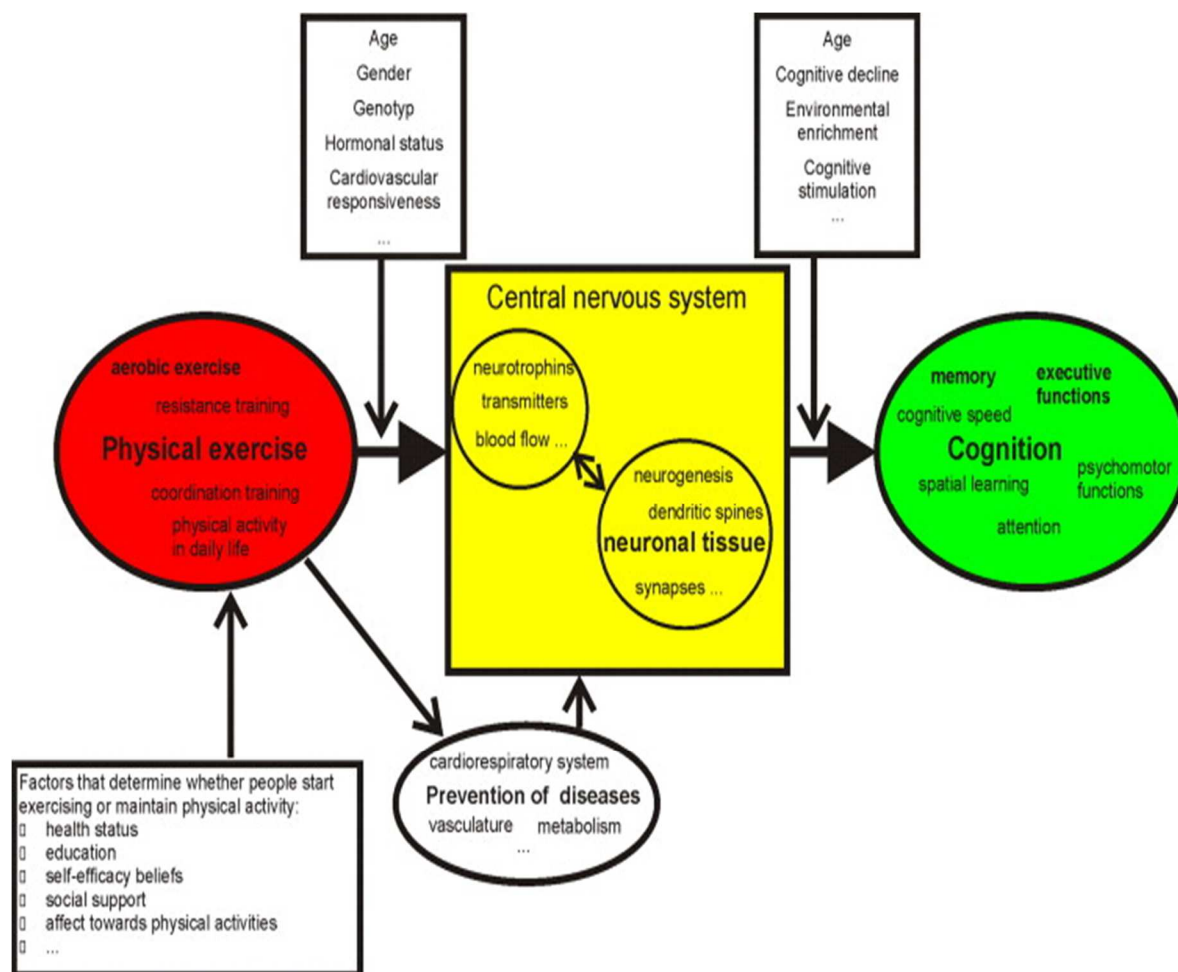 Age
Gender
Genotyp
Hormonal status
Cardiovascular
responsiveness
...
Age
Cognitive decline
Environmental
enrichment
Cognitive
stimulation
...
aerobic exercise
resistance training
Physical exercise
coordination training
physical activity
in daily life
Central nervous system
neurotrophins
transmitters
blood flow ...
neurogenesis
dendritic spines
neuronal tissue
synapses ...
memory
executive
functions
cognitive speed
Cognition
spatial learning
psychomotor
functions
attention
cardiorespiratory system
Prevention of diseases
vasculature metabolism
...
Factors that determine whether people start
exercising or maintain physical activity:
▯ health status
▯ education
▯ self-efficacy beliefs
▯ social support
▯ affect towards physical activities
▯ ...